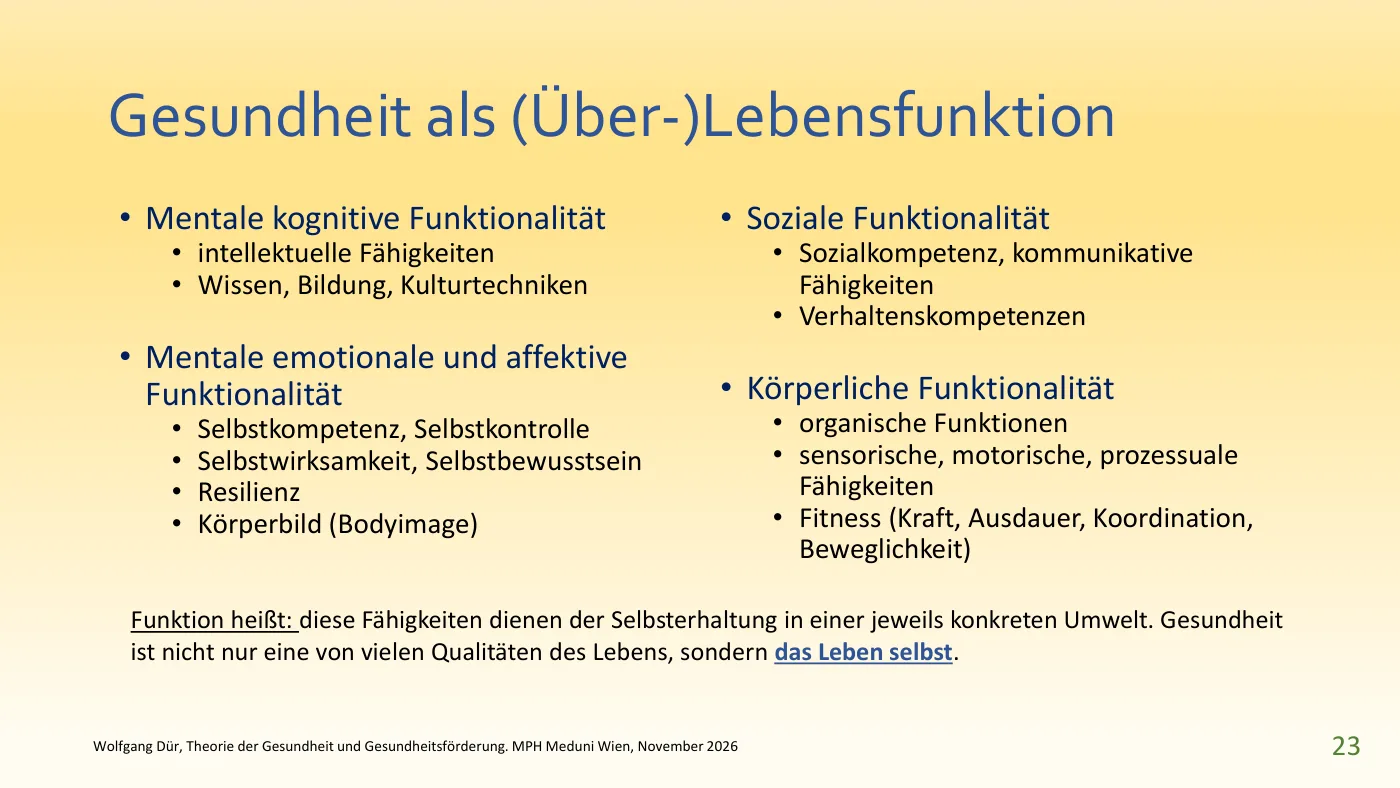 Gesundheit als (Über-)Lebensfunktion
• Mentale kognitive Funktionalität
• intellektuelle Fähigkeiten
• Wissen, Bildung, Kulturtechniken
• Mentale emotionale und affektive
Funktionalität
• Selbstkompetenz, Selbstkontrolle
• Selbstwirksamkeit, Selbstbewusstsein
• Resilienz
• Körperbild (Bodyimage)
• Soziale Funktionalität
• Sozialkompetenz, kommunikative
Fähigkeiten
• Verhaltenskompetenzen
• Körperliche Funktionalität
• organische Funktionen
• sensorische, motorische, prozessuale
Fähigkeiten
• Fitness (Kraft, Ausdauer, Koordination,
Beweglichkeit)
Funktion heißt: diese Fähigkeiten dienen der Selbsterhaltung in einer jeweils konkreten Umwelt. Gesundheit
ist nicht nur eine von vielen Qualitäten des Lebens, sondern das Leben selbst.
Wolfgang Dür, Theorie der Gesundheit und Gesundheitsförderung. MPH Meduni Wien, November 2026
23